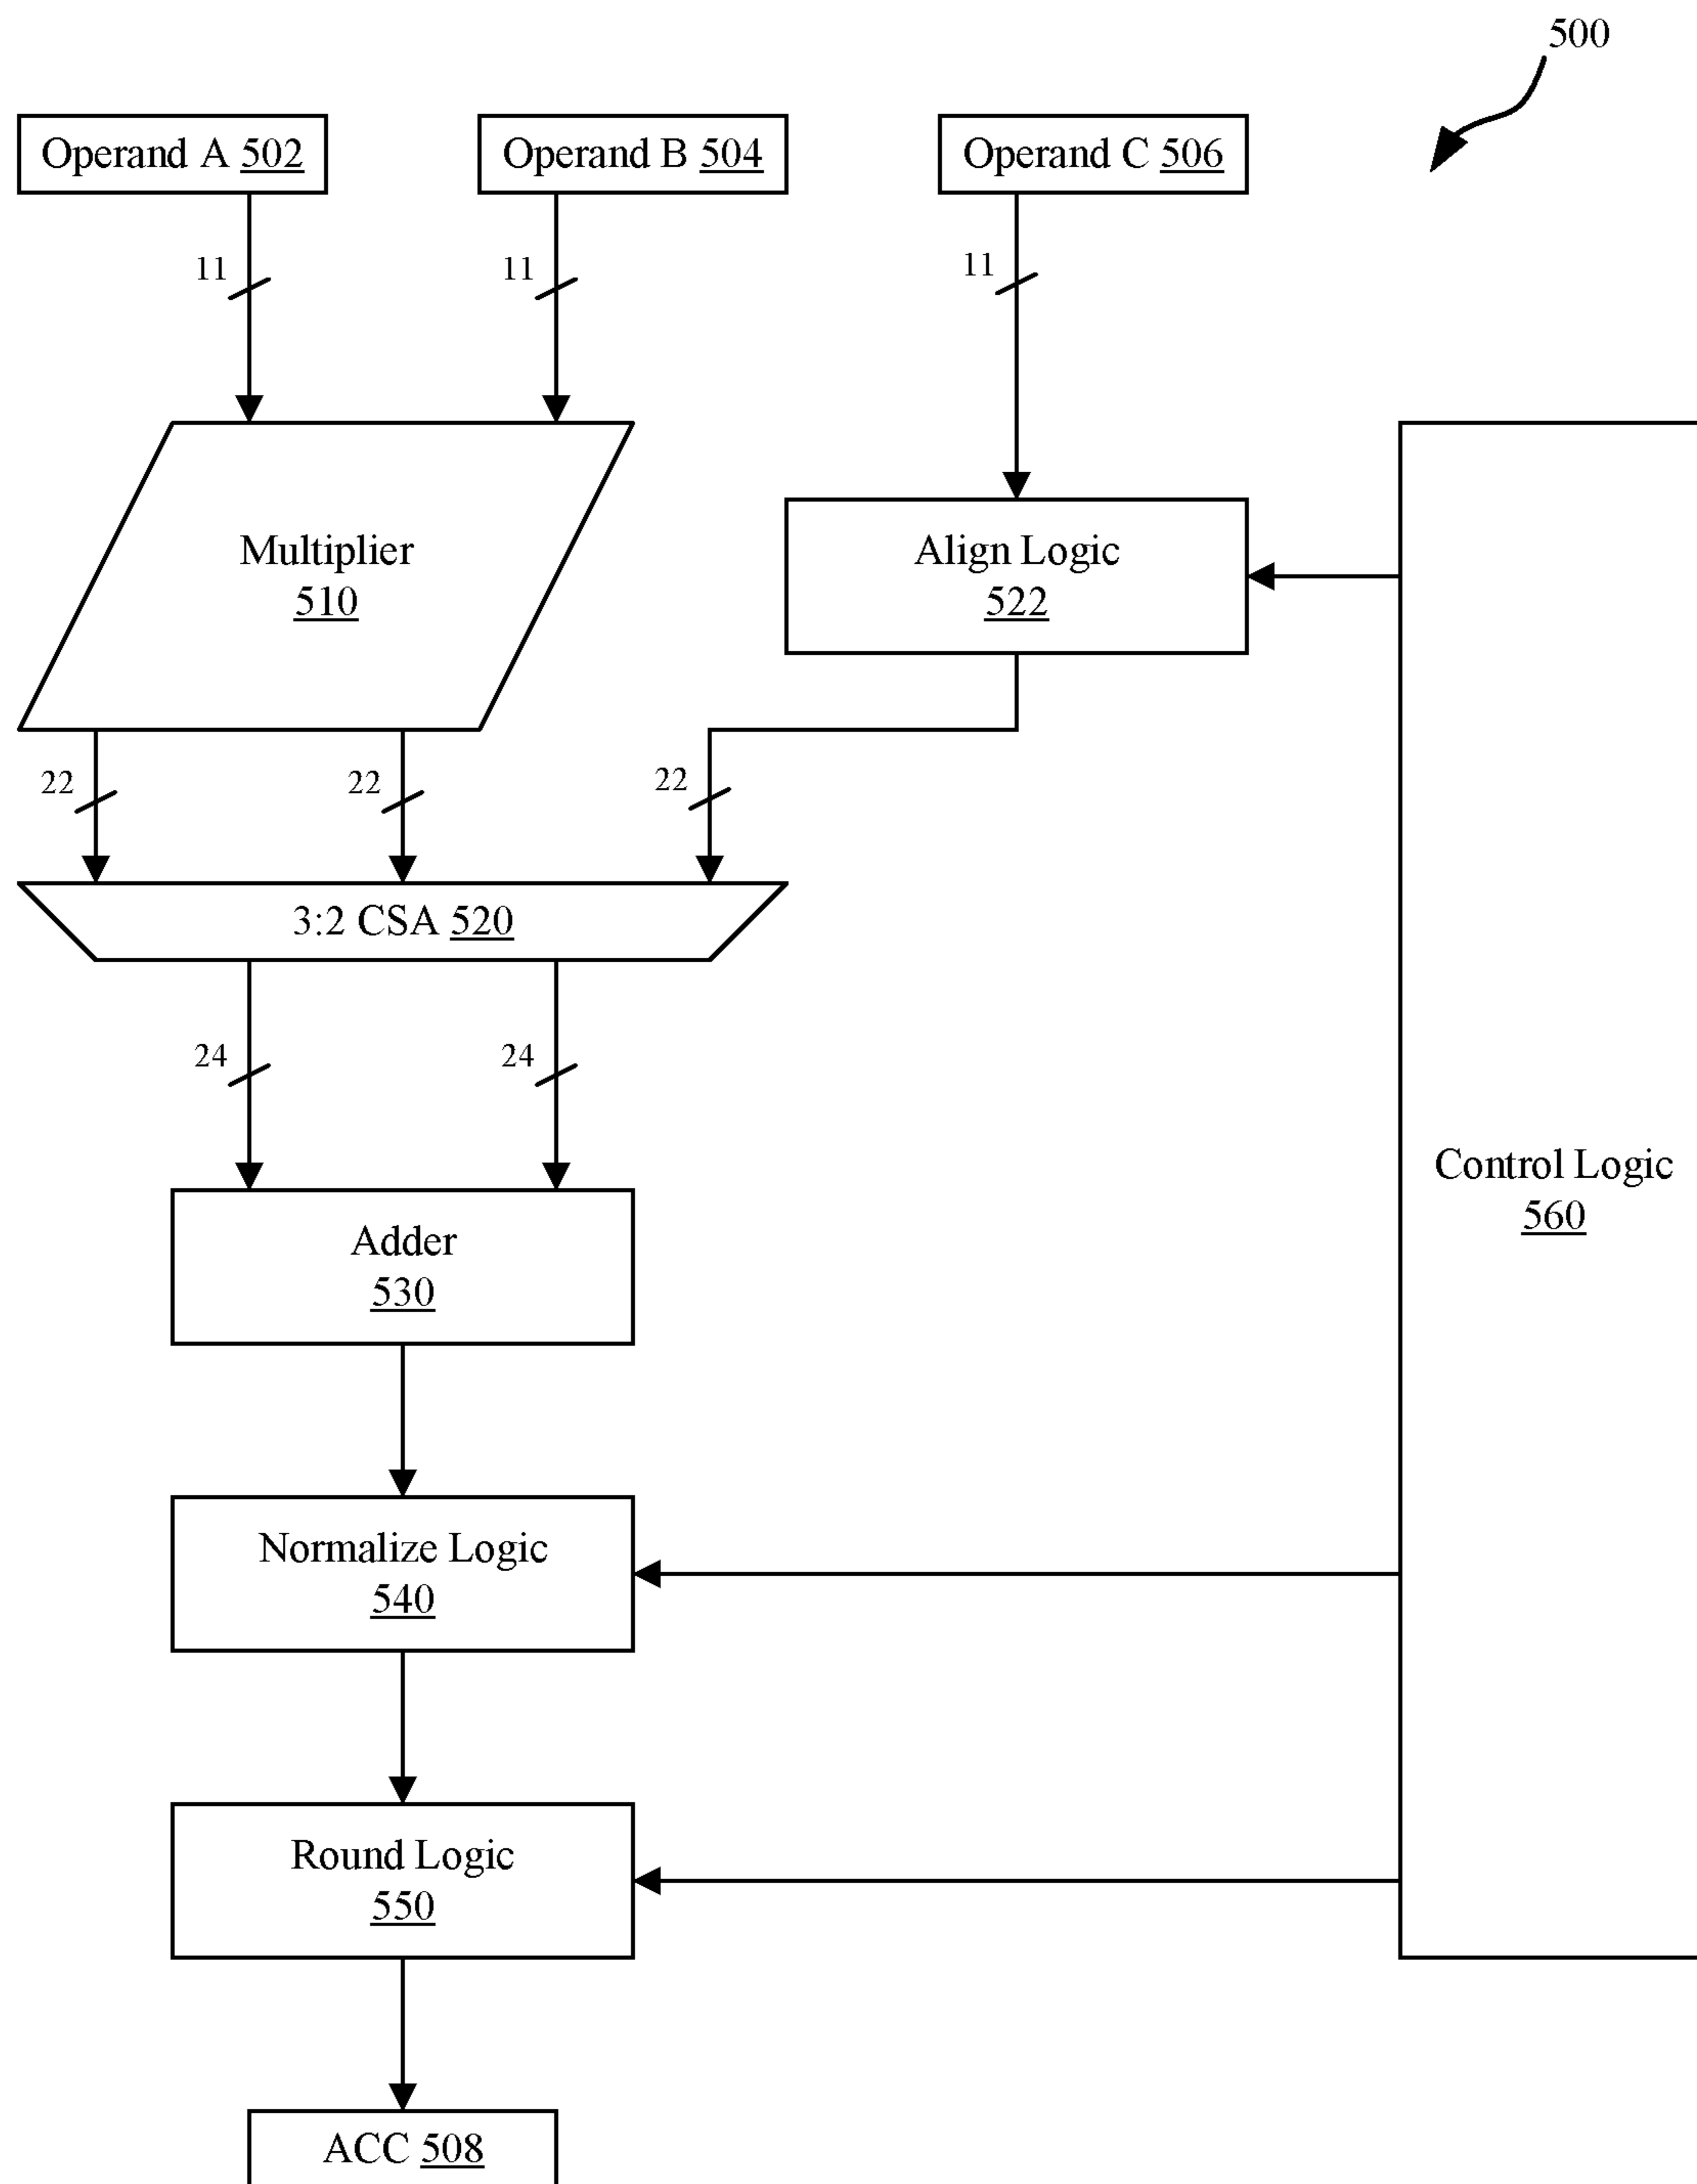 500
Operand A 502
Operand B 504
Operand C 506
11
11
11
Multiplier
510
Align Logic
522
22
22
22
3:2 CSA 520
24
24
Control Logic
560
Adder
530
Normalize Logic
540
Round Logic
550
ACC 508